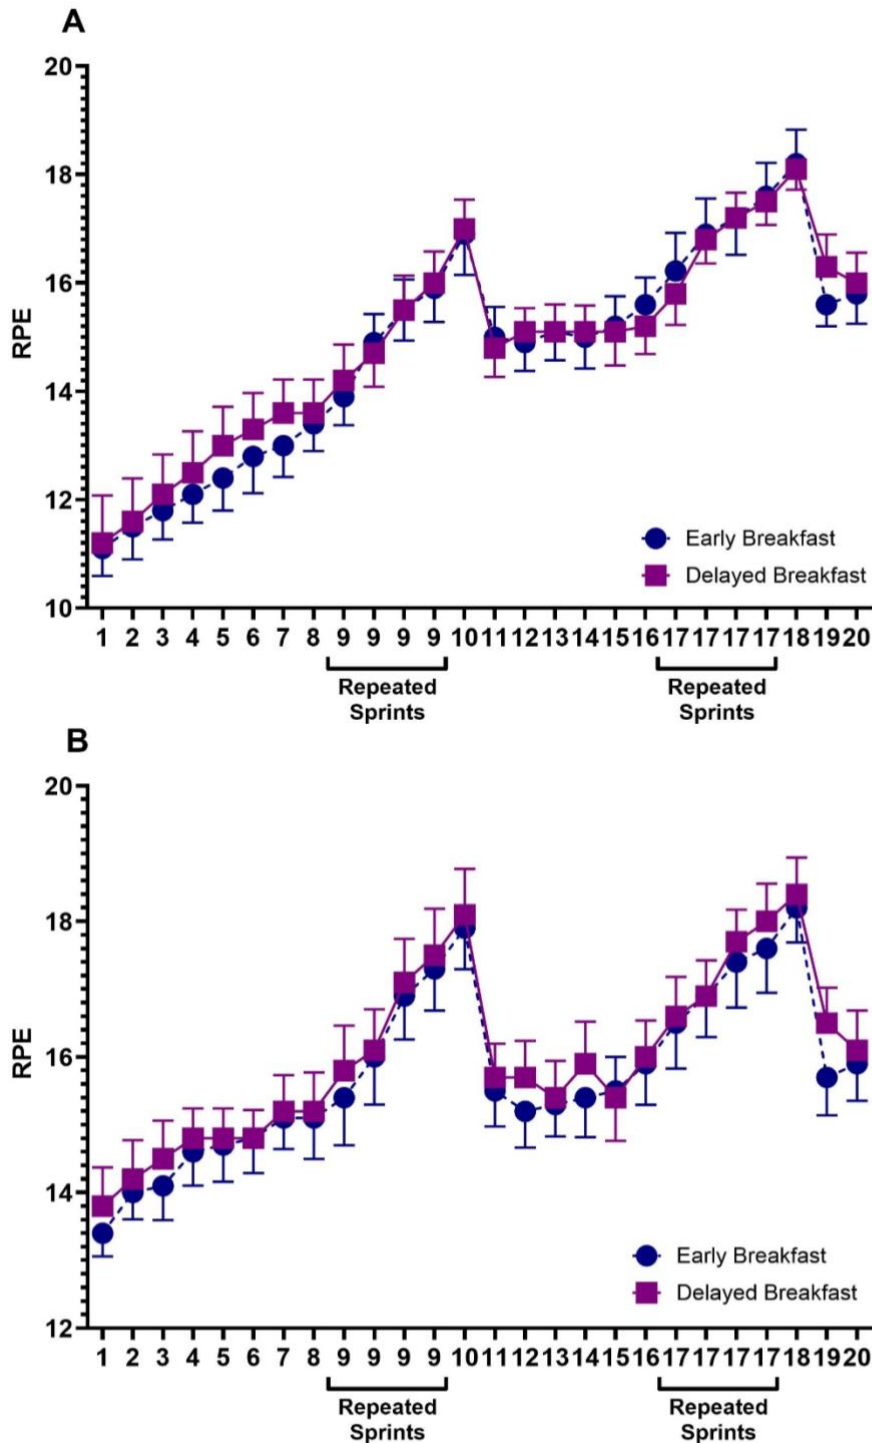 A
20
18
16
14
12
10
RPE
Early Breakfast
Delayed Breakfast
1 2 3 4 5 6 7 8 9 9 9 9 10 11 12 13 14 15 16 17 17 17 17 18 19 20
Repeated Sprints
Repeated Sprints
B
20
18
16
14
12
RPE
Early Breakfast
Delayed Breakfast
1 2 3 4 5 6 7 8 9 9 9 9 10 11 12 13 14 15 16 17 17 17 17 18 19 20
Repeated Sprints
Repeated Sprints